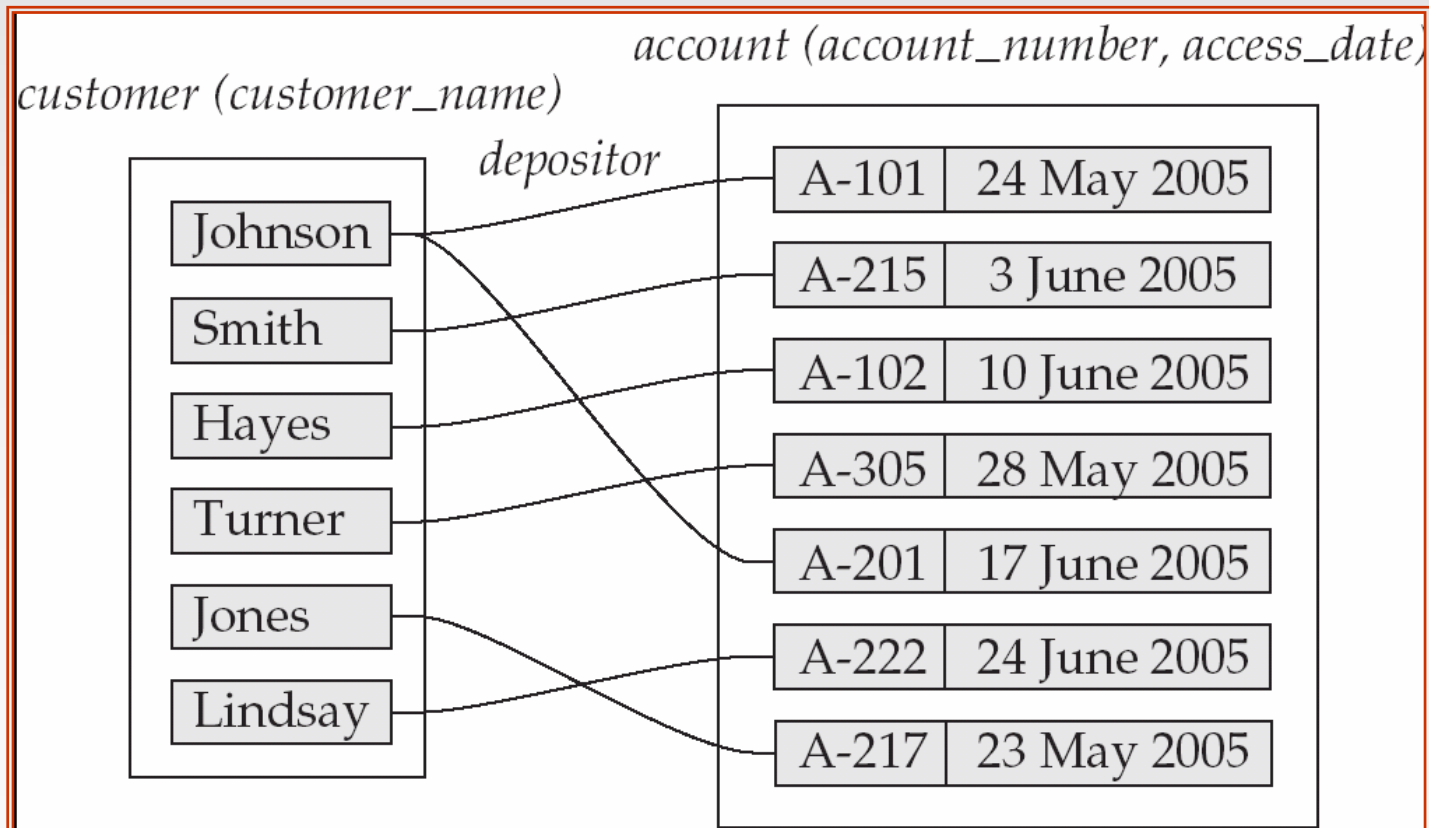 account (account_number, access_date)
customer (customer_name)
depositor
Johnson
Smith
Hayes
Turner
Jones
Lindsay
A-101 24 May 2005
A-215 3 June 2005
A-102 10 June 2005
A-305 28 May 2005
A-201 17 June 2005
A-222 24 June 2005
A-217 23 May 2005